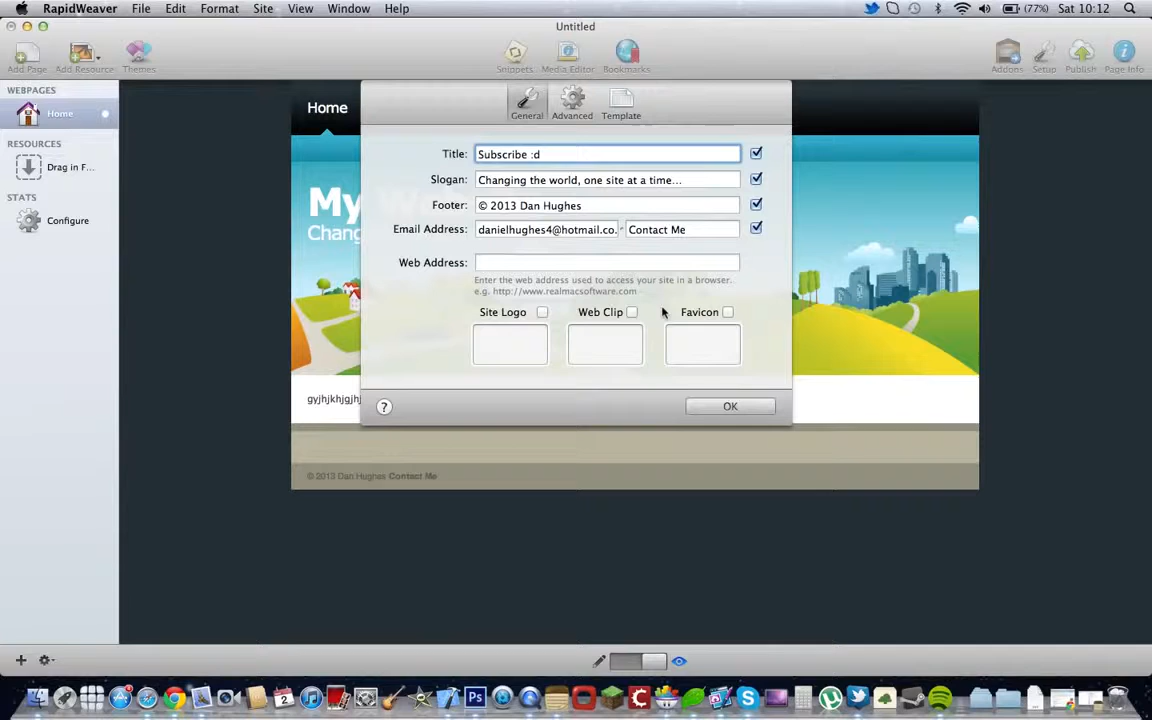 RapidWeaver File Edit Format Site View Window Help (77%) Sat 10:12
Untitled
Add Page Add Resource Themes Snippets Media Editor Bookmarks Addons Setup Publish Page Info
WEBPAGES
Home
RESOURCES
Drag in F...
STATS
Configure
Home
My
Chang
General Advanced Template
Title: Subscribe :d
Slogan: Changing the world, one site at a time...
Footer: © 2013 Dan Hughes
Email Address: danielhughes4@hotmail.co. - Contact Me
Web Address:
Enter the web address used to access your site in a browser.
e.g. http://www.realmacsoftware.com
Site Logo Web Clip Favicon
? OK
gyjhjkhjgjhj
© 2013 Dan Hughes Contact Me